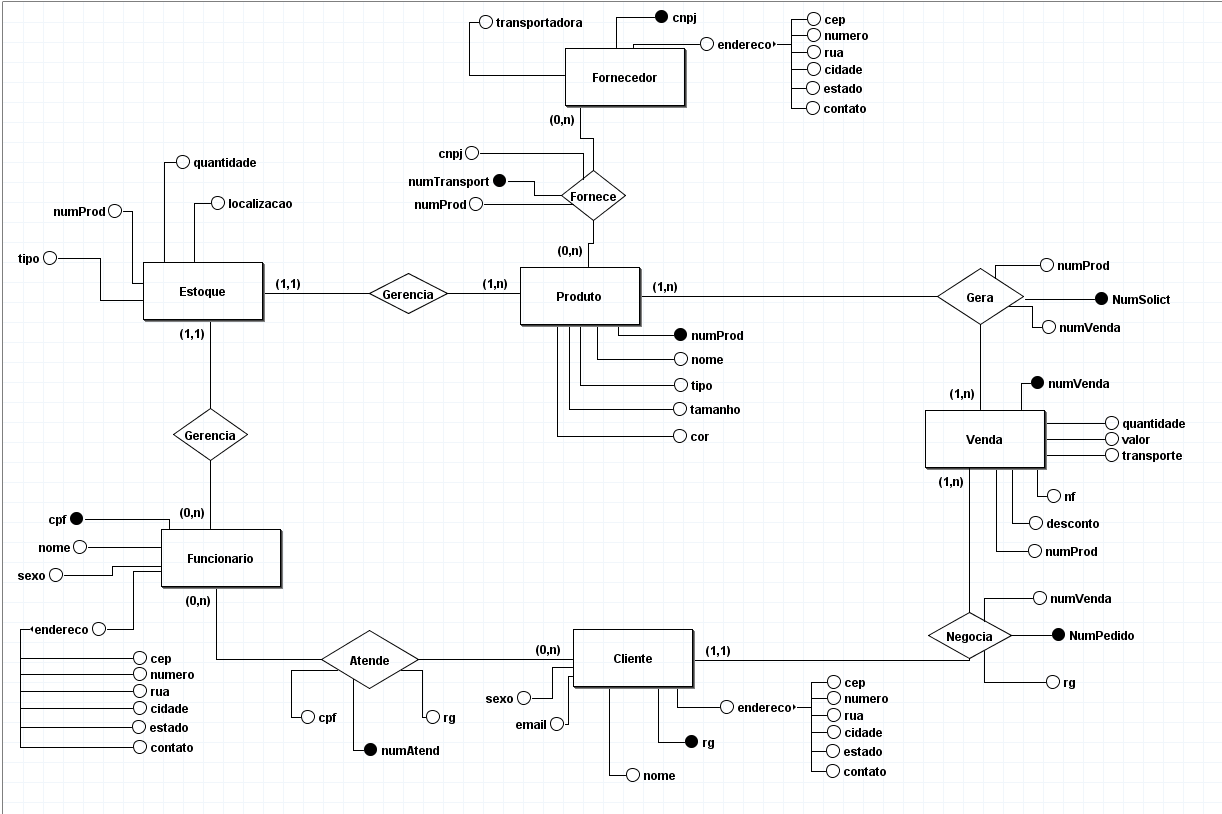 transportadora
cnpj
endereco
cep
numero
rua
cidade
estado
contato
Fornecedor
(0,n)
cnpj
numTransport
numProd
Fornece
(0,n)
quantidade
localizacao
numProd
tipo
Estoque
(1,1)
Gerencia
(1,n)
Produto
(1,n)
numProd
nome
tipo
tamanho
cor
Gera
numProd
NumSolict
numVenda
(1,n)
numVenda
Venda
quantidade
valor
transporte
nf
desconto
numProd
(1,n)
(1,1)
Gerencia
(0,n)
cpf
nome
sexo
Funcionario
endereco
cep
numero
rua
cidade
estado
contato
(0,n)
Atende
cpf
numAtend
rg
(0,n)
Cliente
(1,1)
sexo
email
nome
rg
endereco
cep
numero
rua
cidade
estado
contato
Negocia
numVenda
NumPedido
rg